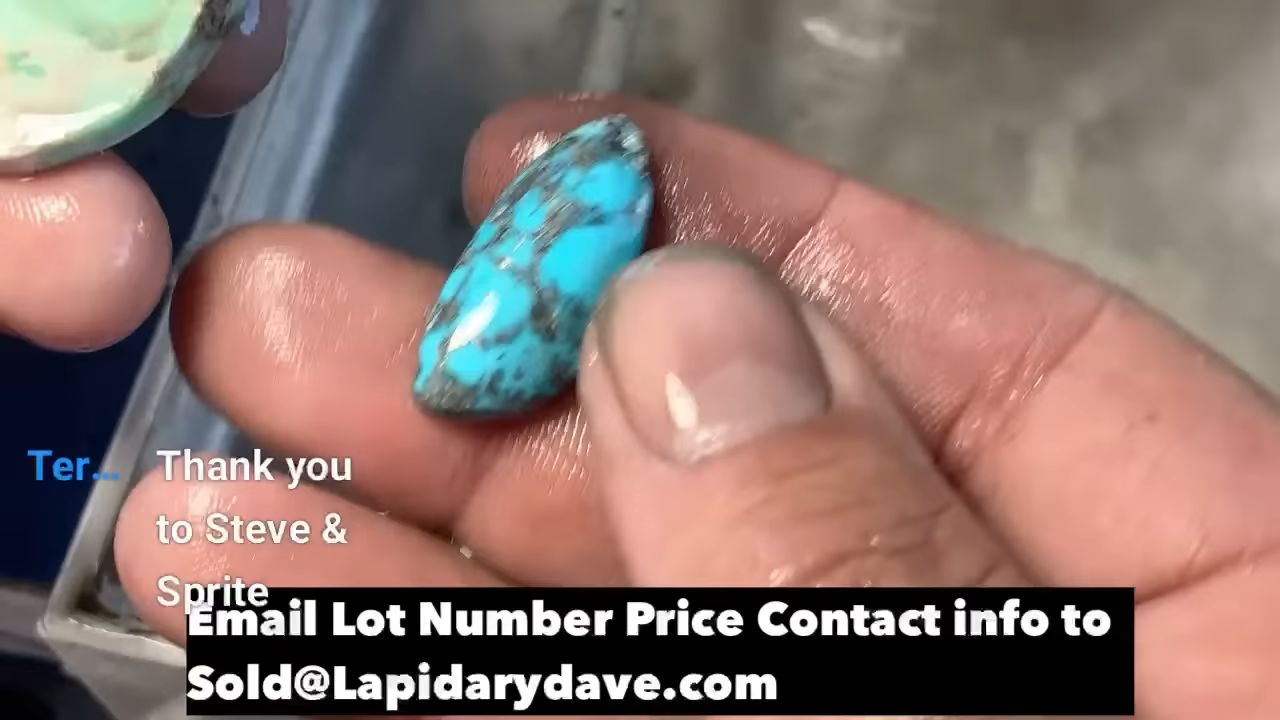 Ter...
Thank you
to Steve &
Sprite
Email Lot Number Price Contact info to
Sold@Lapidarydave.com